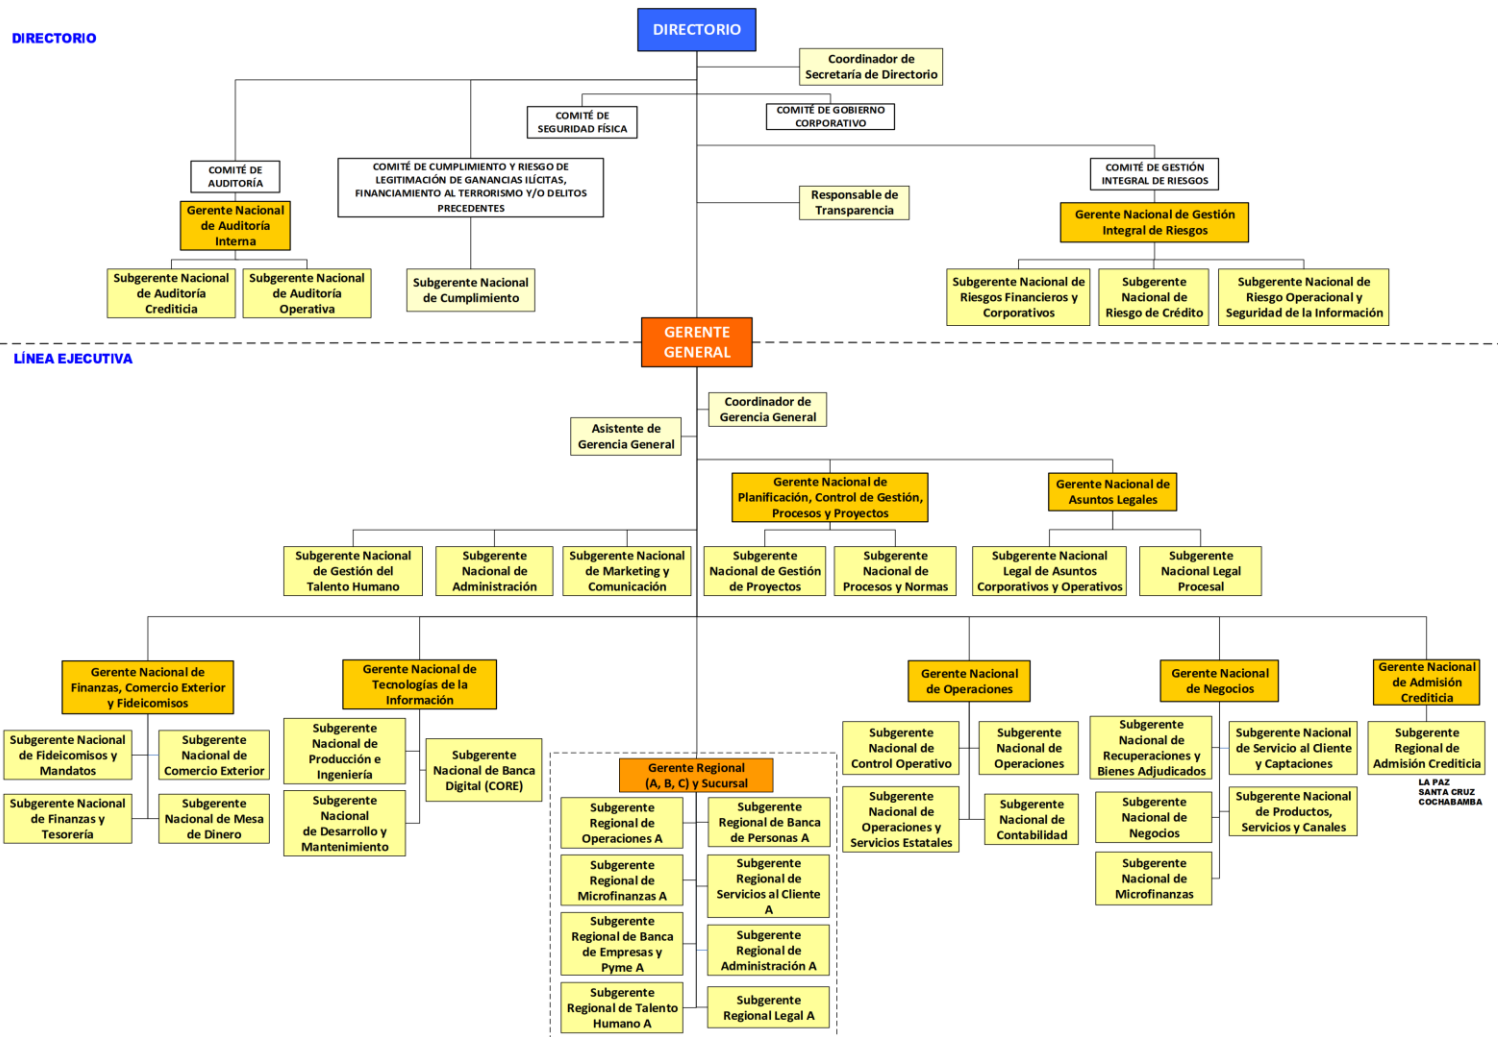 DIRECTORIO
DIRECTORIO
Coordinador de
Secretaría de Directorio
COMITÉ DE
SEGURIDAD FÍSICA
COMITÉ DE GOBIERNO
CORPORATIVO
COMITÉ DE
AUDITORÍA
COMITÉ DE CUMPLIMIENTO Y RIESGO DE
LEGITIMACIÓN DE GANANCIAS ILÍCITAS,
FINANCIAMIENTO AL TERRORISMO Y/O DELITOS
PRECEDENTES
COMITÉ DE GESTIÓN
INTEGRAL DE RIESGOS
Responsable de
Transparencia
Gerente Nacional
de Auditoría
Interna
Gerente Nacional de Gestión
Integral de Riesgos
Subgerente Nacional
de Auditoría
Crediticia
Subgerente Nacional
de Auditoría
Operativa
Subgerente Nacional
de Cumplimiento
Subgerente Nacional de
Riesgos Financieros y
Corporativos
Subgerente
Nacional de
Riesgo de Crédito
Subgerente Nacional de
Riesgo Operacional y
Seguridad de la Información
GERENTE
GENERAL
LÍNEA EJECUTIVA
Coordinador de
Gerencia General
Asistente de
Gerencia General
Gerente Nacional de
Planificación, Control de Gestión,
Procesos y Proyectos
Gerente Nacional de
Asuntos Legales
Subgerente Nacional
de Gestión del
Talento Humano
Subgerente
Nacional de
Administración
Subgerente Nacional
de Marketing y
Comunicación
Subgerente
Nacional de Gestión
de Proyectos
Subgerente
Nacional de
Procesos y Normas
Subgerente Nacional
Legal de Asuntos
Corporativos y Operativos
Subgerente
Nacional Legal
Procesal
Gerente Nacional de
Finanzas, Comercio Exterior
y Fideicomisos
Gerente Nacional de
Tecnologías de la
Información
Gerente Nacional
de Operaciones
Gerente Nacional
de Negocios
Gerente Nacional
de Admisión
Crediticia
Subgerente Nacional
de Fideicomisos y
Mandatos
Subgerente
Nacional de
Comercio Exterior
Subgerente Nacional
de Finanzas y
Tesorería
Subgerente
Nacional de Mesa
de Dinero
Subgerente
Nacional de
Producción e
Ingeniería
Subgerente
Nacional de Banca
Digital (CORE)
Subgerente
Nacional
de Desarrollo y
Mantenimiento
Gerente Regional
(A, B, C) y Sucursal
Subgerente
Regional de
Operaciones A
Subgerente
Regional de Banca
de Personas A
Subgerente
Regional de
Microfinanzas A
Subgerente
Regional de
Servicios al Cliente
A
Subgerente
Regional de Banca
de Empresas y
Pyme A
Subgerente
Regional de
Administración A
Subgerente
Regional de Talento
Humano A
Subgerente
Regional Legal A
Subgerente
Nacional de
Control Operativo
Subgerente
Nacional de
Operaciones
Subgerente
Nacional de
Operaciones y
Servicios Estatales
Subgerente
Nacional de
Contabilidad
Subgerente
Nacional de
Recuperaciones y
Bienes Adjudicados
Subgerente Nacional
de Servicio al Cliente
y Captaciones
Subgerente
Nacional de
Negocios
Subgerente Nacional
de Productos,
Servicios y Canales
Subgerente
Nacional de
Microfinanzas
Subgerente
Regional de
Admisión Crediticia
LA PAZ
SANTA CRUZ
COCHABAMBA